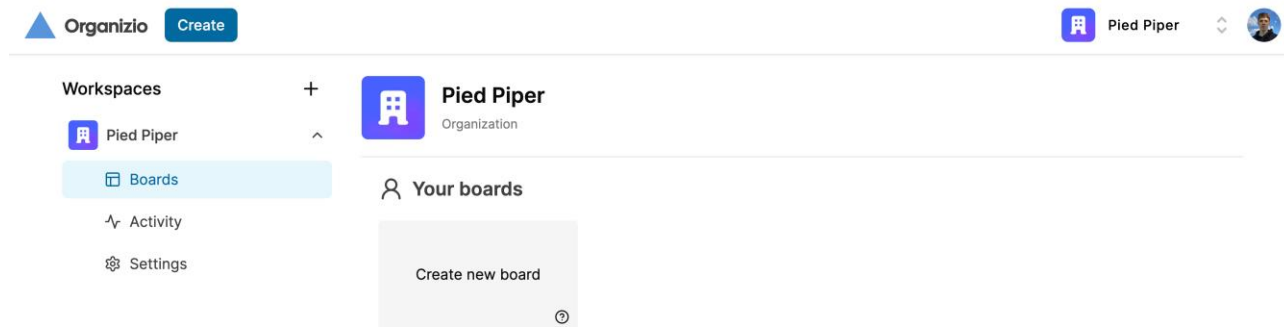 Organizio
Create
Pied Piper
Workspaces
Pied Piper
Boards
Activity
Settings
Pied Piper
Organization
Your boards
Create new board